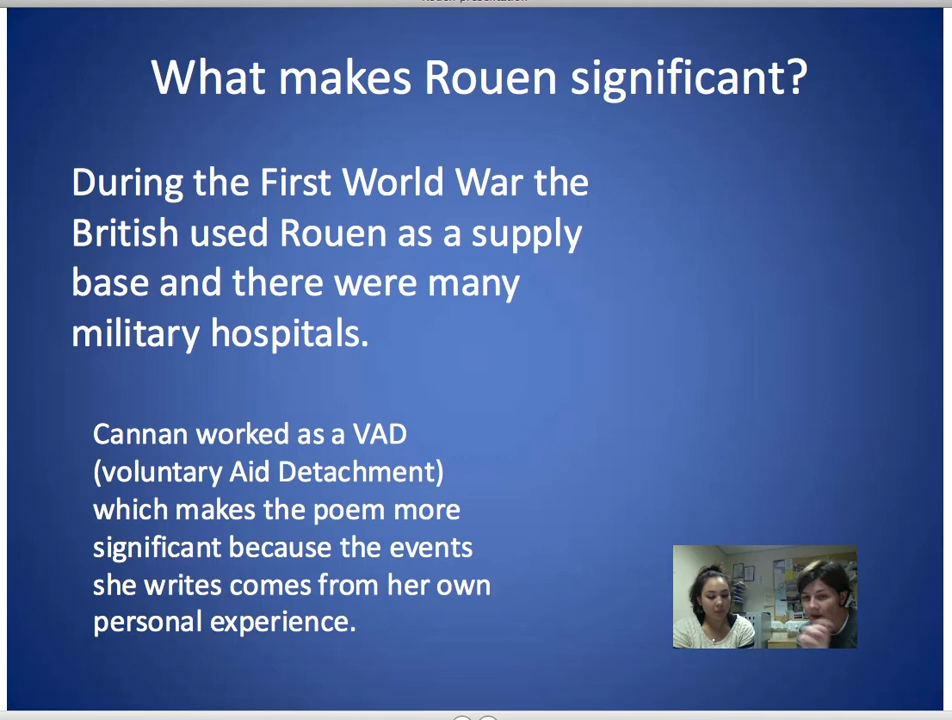 What makes Rouen significant?
During the First World War the
British used Rouen as a supply
base and there were many
military hospitals.
Cannan worked as a VAD
(voluntary Aid Detachment)
which makes the poem more
significant because the events
she writes comes from her own
personal experience.